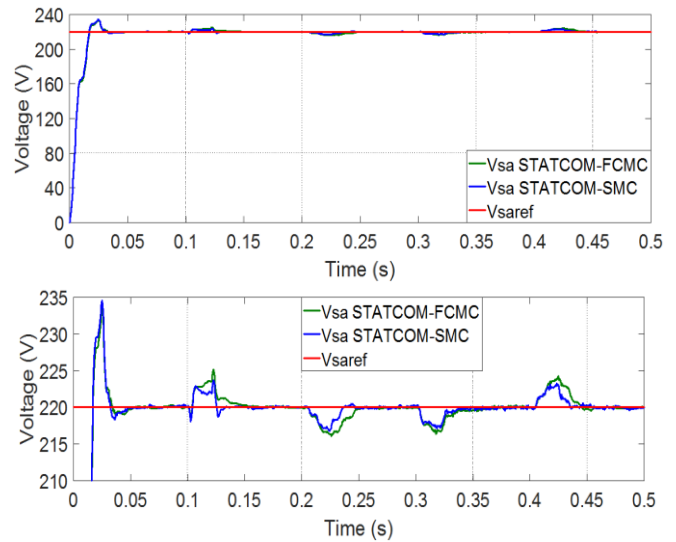 240
200
160
120
80
40
0
Voltage (V)
Vsa STATCOM-FCMC
Vsa STATCOM-SMC
Vsaref
0 0.05 0.1 0.15 0.2 0.25 0.3 0.35 0.4 0.45 0.5
Time (s)
235
230
225
220
215
210
Voltage (V)
Vsa STATCOM-FCMC
Vsa STATCOM-SMC
Vsaref
0 0.05 0.1 0.15 0.2 0.25 0.3 0.35 0.4 0.45 0.5
Time (s)